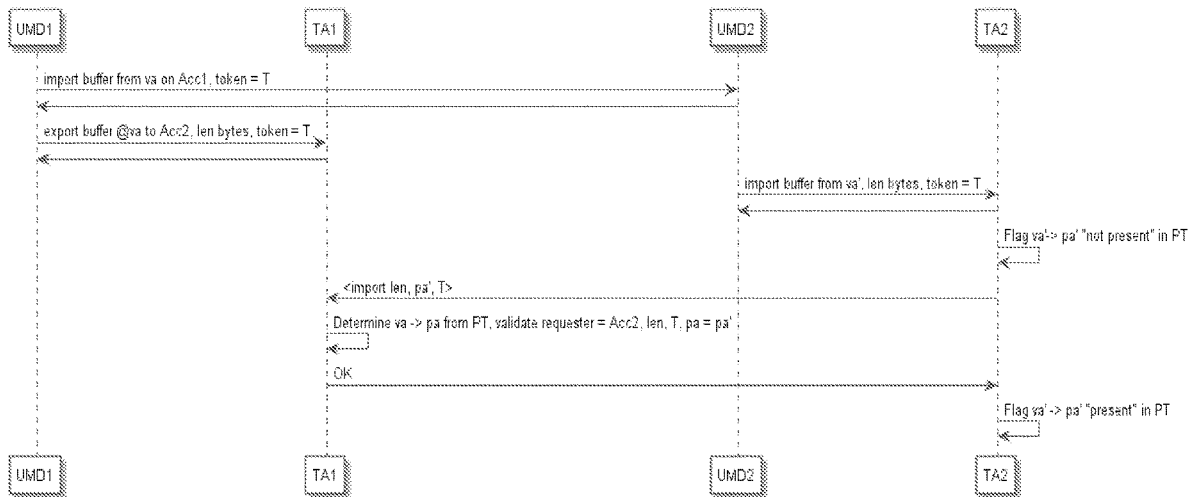 UMD1
TA1
UMD2
TA2
import buffer from va on Acc1, token = T
export buffer @va to Acc2, len bytes, token = T
import buffer from va', len bytes, token = T
Flag va'-> pa' "not present" in PT
<import len, pa', T>
Determine va -> pa from PT, validate requester = Acc2, len, T, pa = pa'
OK
Flag va' -> pa' "present" in PT
UMD1
TA1
UMD2
TA2